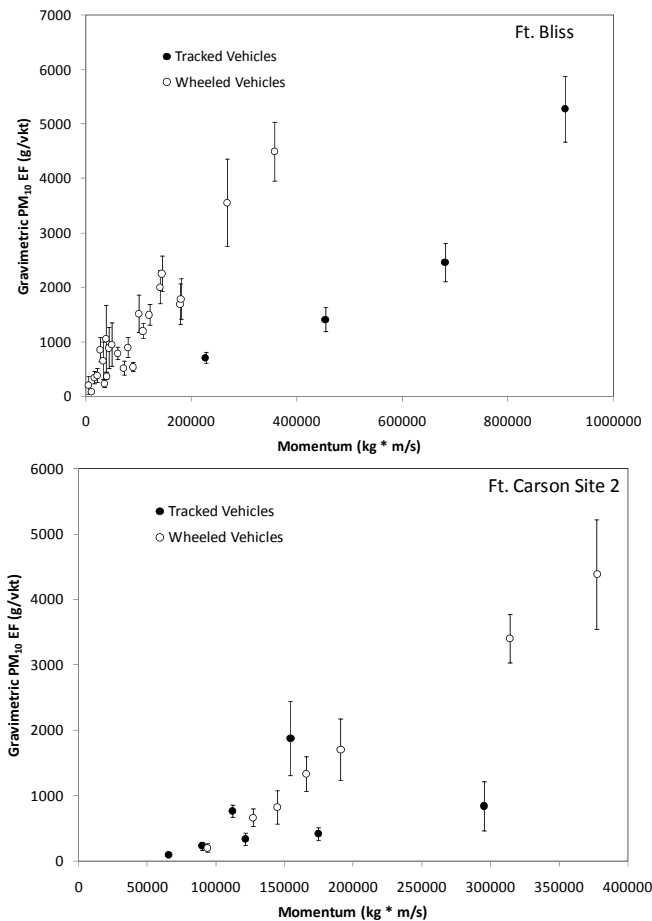 Ft. Bliss
Tracked Vehicles
Wheeled Vehicles
Gravimetric PM₁₀ EF (g/vkt)
7000
6000
5000
4000
3000
2000
1000
0
0 200000 400000 600000 800000 1000000
Momentum (kg * m/s)
Ft. Carson Site 2
Tracked Vehicles
Wheeled Vehicles
Gravimetric PM₁₀ EF (g/vkt)
6000
5000
4000
3000
2000
1000
0
0 50000 100000 150000 200000 250000 300000 350000 400000
Momentum (kg * m/s)